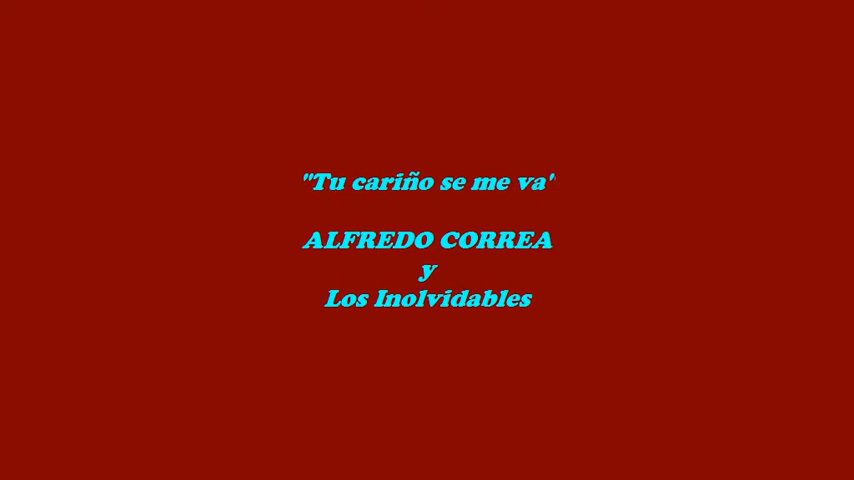 "Tu cariño se me va'
ALFREDO CORREA
y
Los Inolvidables